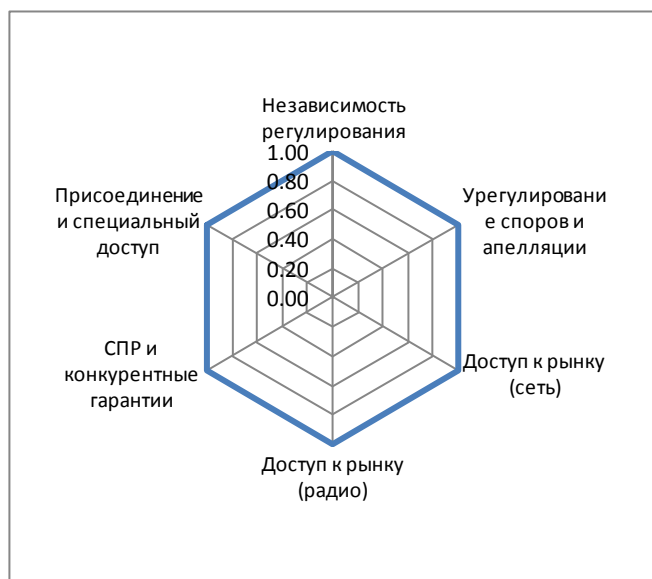 Независимость
регулирования
1.00
0.80
0.60
0.40
0.20
0.00
Урегулировани
е споров и
апелляции
Доступ к рынку
(сеть)
Доступ к рынку
(радио)
СПР и
конкурентные
гарантии
Присоединение
и специальный
доступ